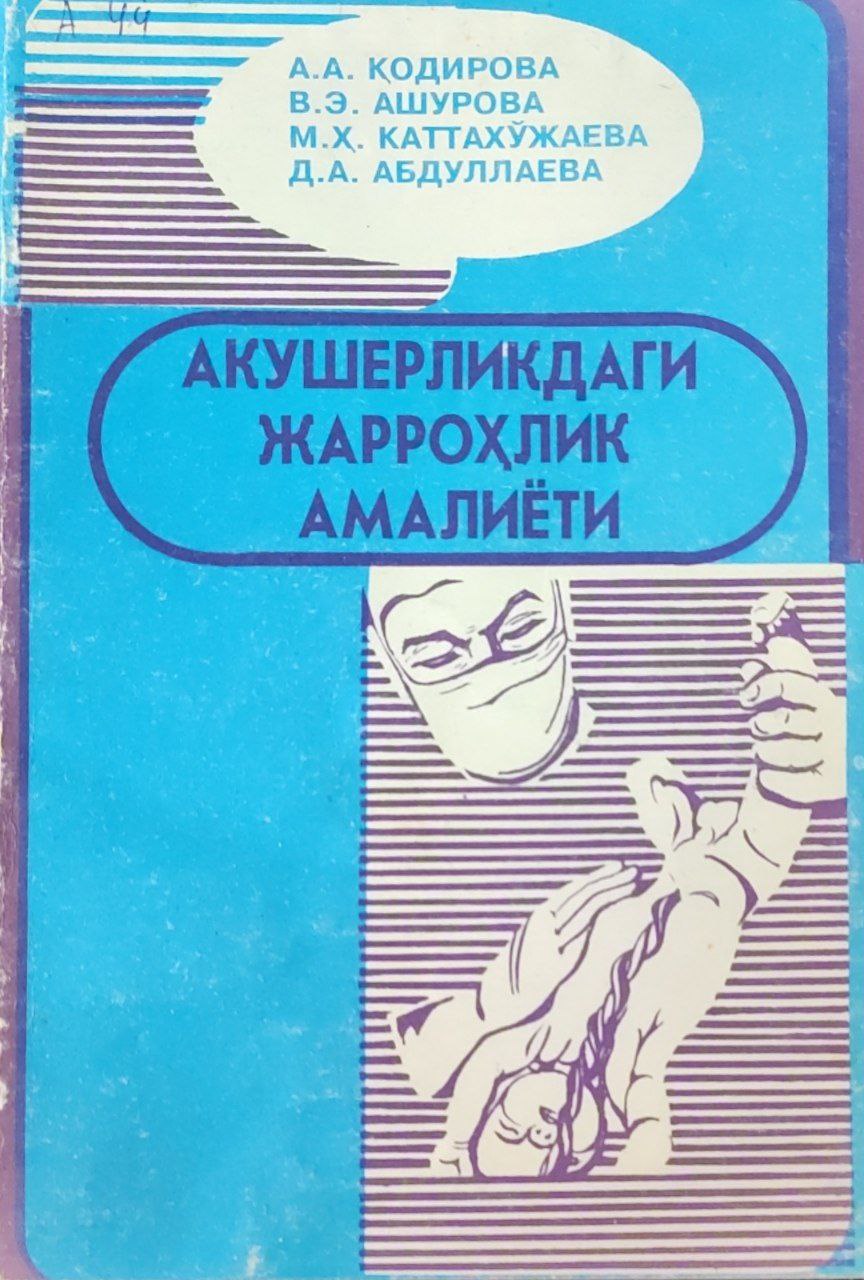 А 44
А.А. ҚОДИРОВА
В.Э. АШУРОВА
М.Ҳ. КАТТАХЎЖАЕВА
Д.А. АБДУЛЛАЕВА
АКУШЕРЛИКДАГИ
ЖАРРОҲЛИК
АМАЛИЁТИ